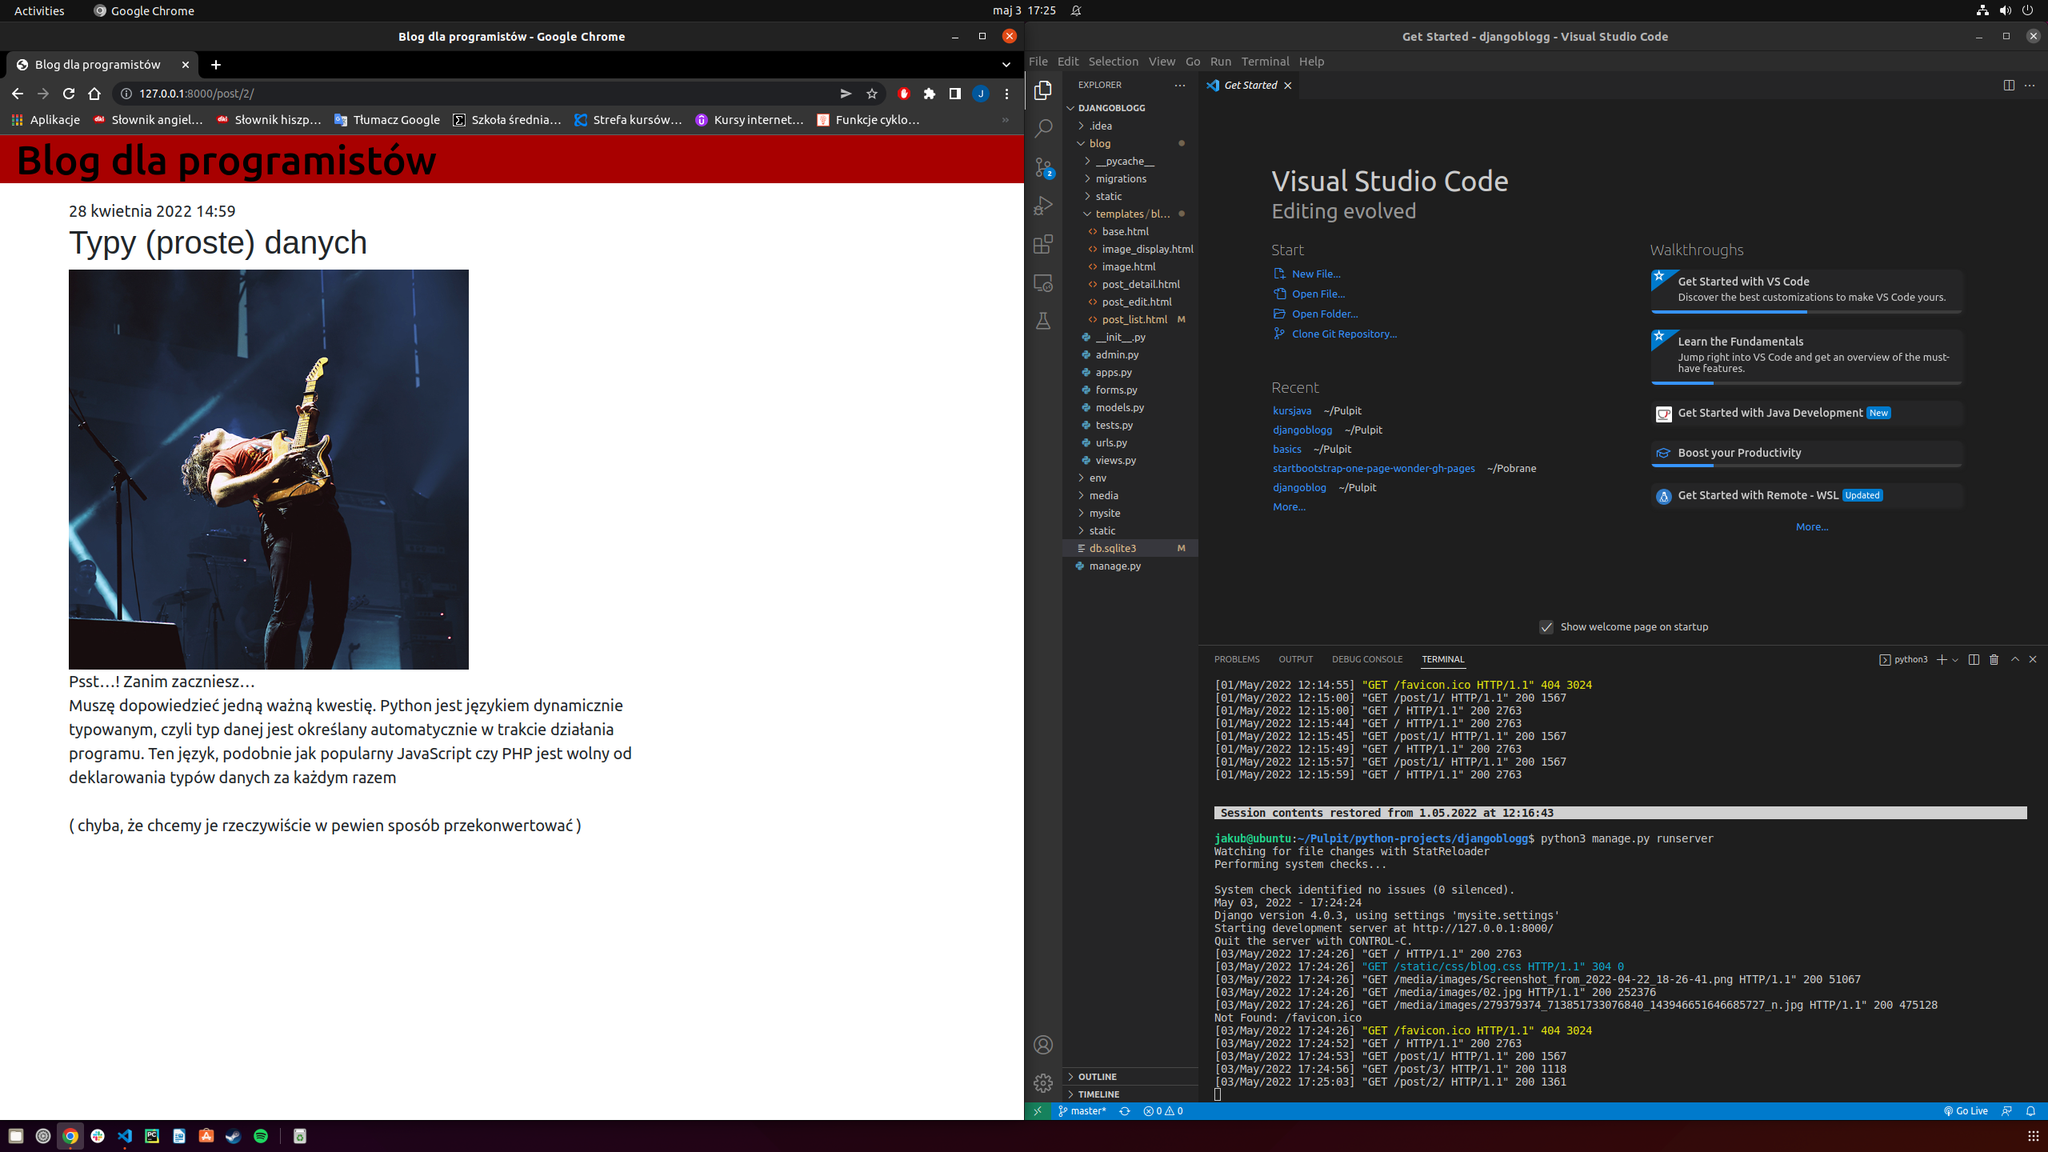 Activities
Google Chrome
maj 3 17:25
Blog dla programistów - Google Chrome
Blog dla programistów
127.0.0.1:8000/post/2/
J
Aplikacje
Słownik angiel...
Słownik hiszp...
Tłumacz Google
Szkoła średnia...
Strefa kursów...
Kursy internet...
Funkcje cyklo...
»
Blog dla programistów
28 kwietnia 2022 14:59
Typy (proste) danych
Psst…! Zanim zaczniesz…
Muszę dopowiedzieć jedną ważną kwestię. Python jest językiem dynamicznie
typowanym, czyli typ danej jest określany automatycznie w trakcie działania
programu. Ten język, podobnie jak popularny JavaScript czy PHP jest wolny od
deklarowania typów danych za każdym razem
( chyba, że chcemy je rzeczywiście w pewien sposób przekonwertować )
Get Started - djangoblogg - Visual Studio Code
File Edit Selection View Go Run Terminal Help
EXPLORER
DJANGOBLOGG
.idea
blog
__pycache__
migrations
static
templates / bl...
base.html
image_display.html
image.html
post_detail.html
post_edit.html
post_list.html M
__init__.py
admin.py
apps.py
forms.py
models.py
tests.py
urls.py
views.py
env
media
mysite
static
db.sqlite3 M
manage.py
OUTLINE
TIMELINE
2
Get Started
Visual Studio Code
Editing evolved
Start
New File...
Open File...
Open Folder...
Clone Git Repository...
Recent
kursjava ~/Pulpit
djangoblogg ~/Pulpit
basics ~/Pulpit
startbootstrap-one-page-wonder-gh-pages ~/Pobrane
djangoblog ~/Pulpit
More...
Walkthroughs
Get Started with VS Code
Discover the best customizations to make VS Code yours.
Learn the Fundamentals
Jump right into VS Code and get an overview of the must-
have features.
Get Started with Java Development New
Boost your Productivity
Get Started with Remote - WSL Updated
More...
Show welcome page on startup
PROBLEMS OUTPUT DEBUG CONSOLE TERMINAL
python3
[01/May/2022 12:14:55] "GET /favicon.ico HTTP/1.1" 404 3024
[01/May/2022 12:15:00] "GET /post/1/ HTTP/1.1" 200 1567
[01/May/2022 12:15:00] "GET / HTTP/1.1" 200 2763
[01/May/2022 12:15:44] "GET / HTTP/1.1" 200 2763
[01/May/2022 12:15:45] "GET /post/1/ HTTP/1.1" 200 1567
[01/May/2022 12:15:49] "GET / HTTP/1.1" 200 2763
[01/May/2022 12:15:57] "GET /post/1/ HTTP/1.1" 200 1567
[01/May/2022 12:15:59] "GET / HTTP/1.1" 200 2763
Session contents restored from 1.05.2022 at 12:16:43
jakub@ubuntu:~/Pulpit/python-projects/djangoblogg$ python3 manage.py runserver
Watching for file changes with StatReloader
Performing system checks...
System check identified no issues (0 silenced).
May 03, 2022 - 17:24:24
Django version 4.0.3, using settings 'mysite.settings'
Starting development server at http://127.0.0.1:8000/
Quit the server with CONTROL-C.
[03/May/2022 17:24:26] "GET / HTTP/1.1" 200 2763
[03/May/2022 17:24:26] "GET /static/css/blog.css HTTP/1.1" 304 0
[03/May/2022 17:24:26] "GET /media/images/Screenshot_from_2022-04-22_18-26-41.png HTTP/1.1" 200 51067
[03/May/2022 17:24:26] "GET /media/images/02.jpg HTTP/1.1" 200 252376
[03/May/2022 17:24:26] "GET /media/images/279379374_713851733076840_143946651646685727_n.jpg HTTP/1.1" 200 475128
Not Found: /favicon.ico
[03/May/2022 17:24:26] "GET /favicon.ico HTTP/1.1" 404 3024
[03/May/2022 17:24:52] "GET / HTTP/1.1" 200 2763
[03/May/2022 17:24:53] "GET /post/1/ HTTP/1.1" 200 1567
[03/May/2022 17:24:56] "GET /post/3/ HTTP/1.1" 200 1118
[03/May/2022 17:25:03] "GET /post/2/ HTTP/1.1" 200 1361
master*
0 0
Go Live